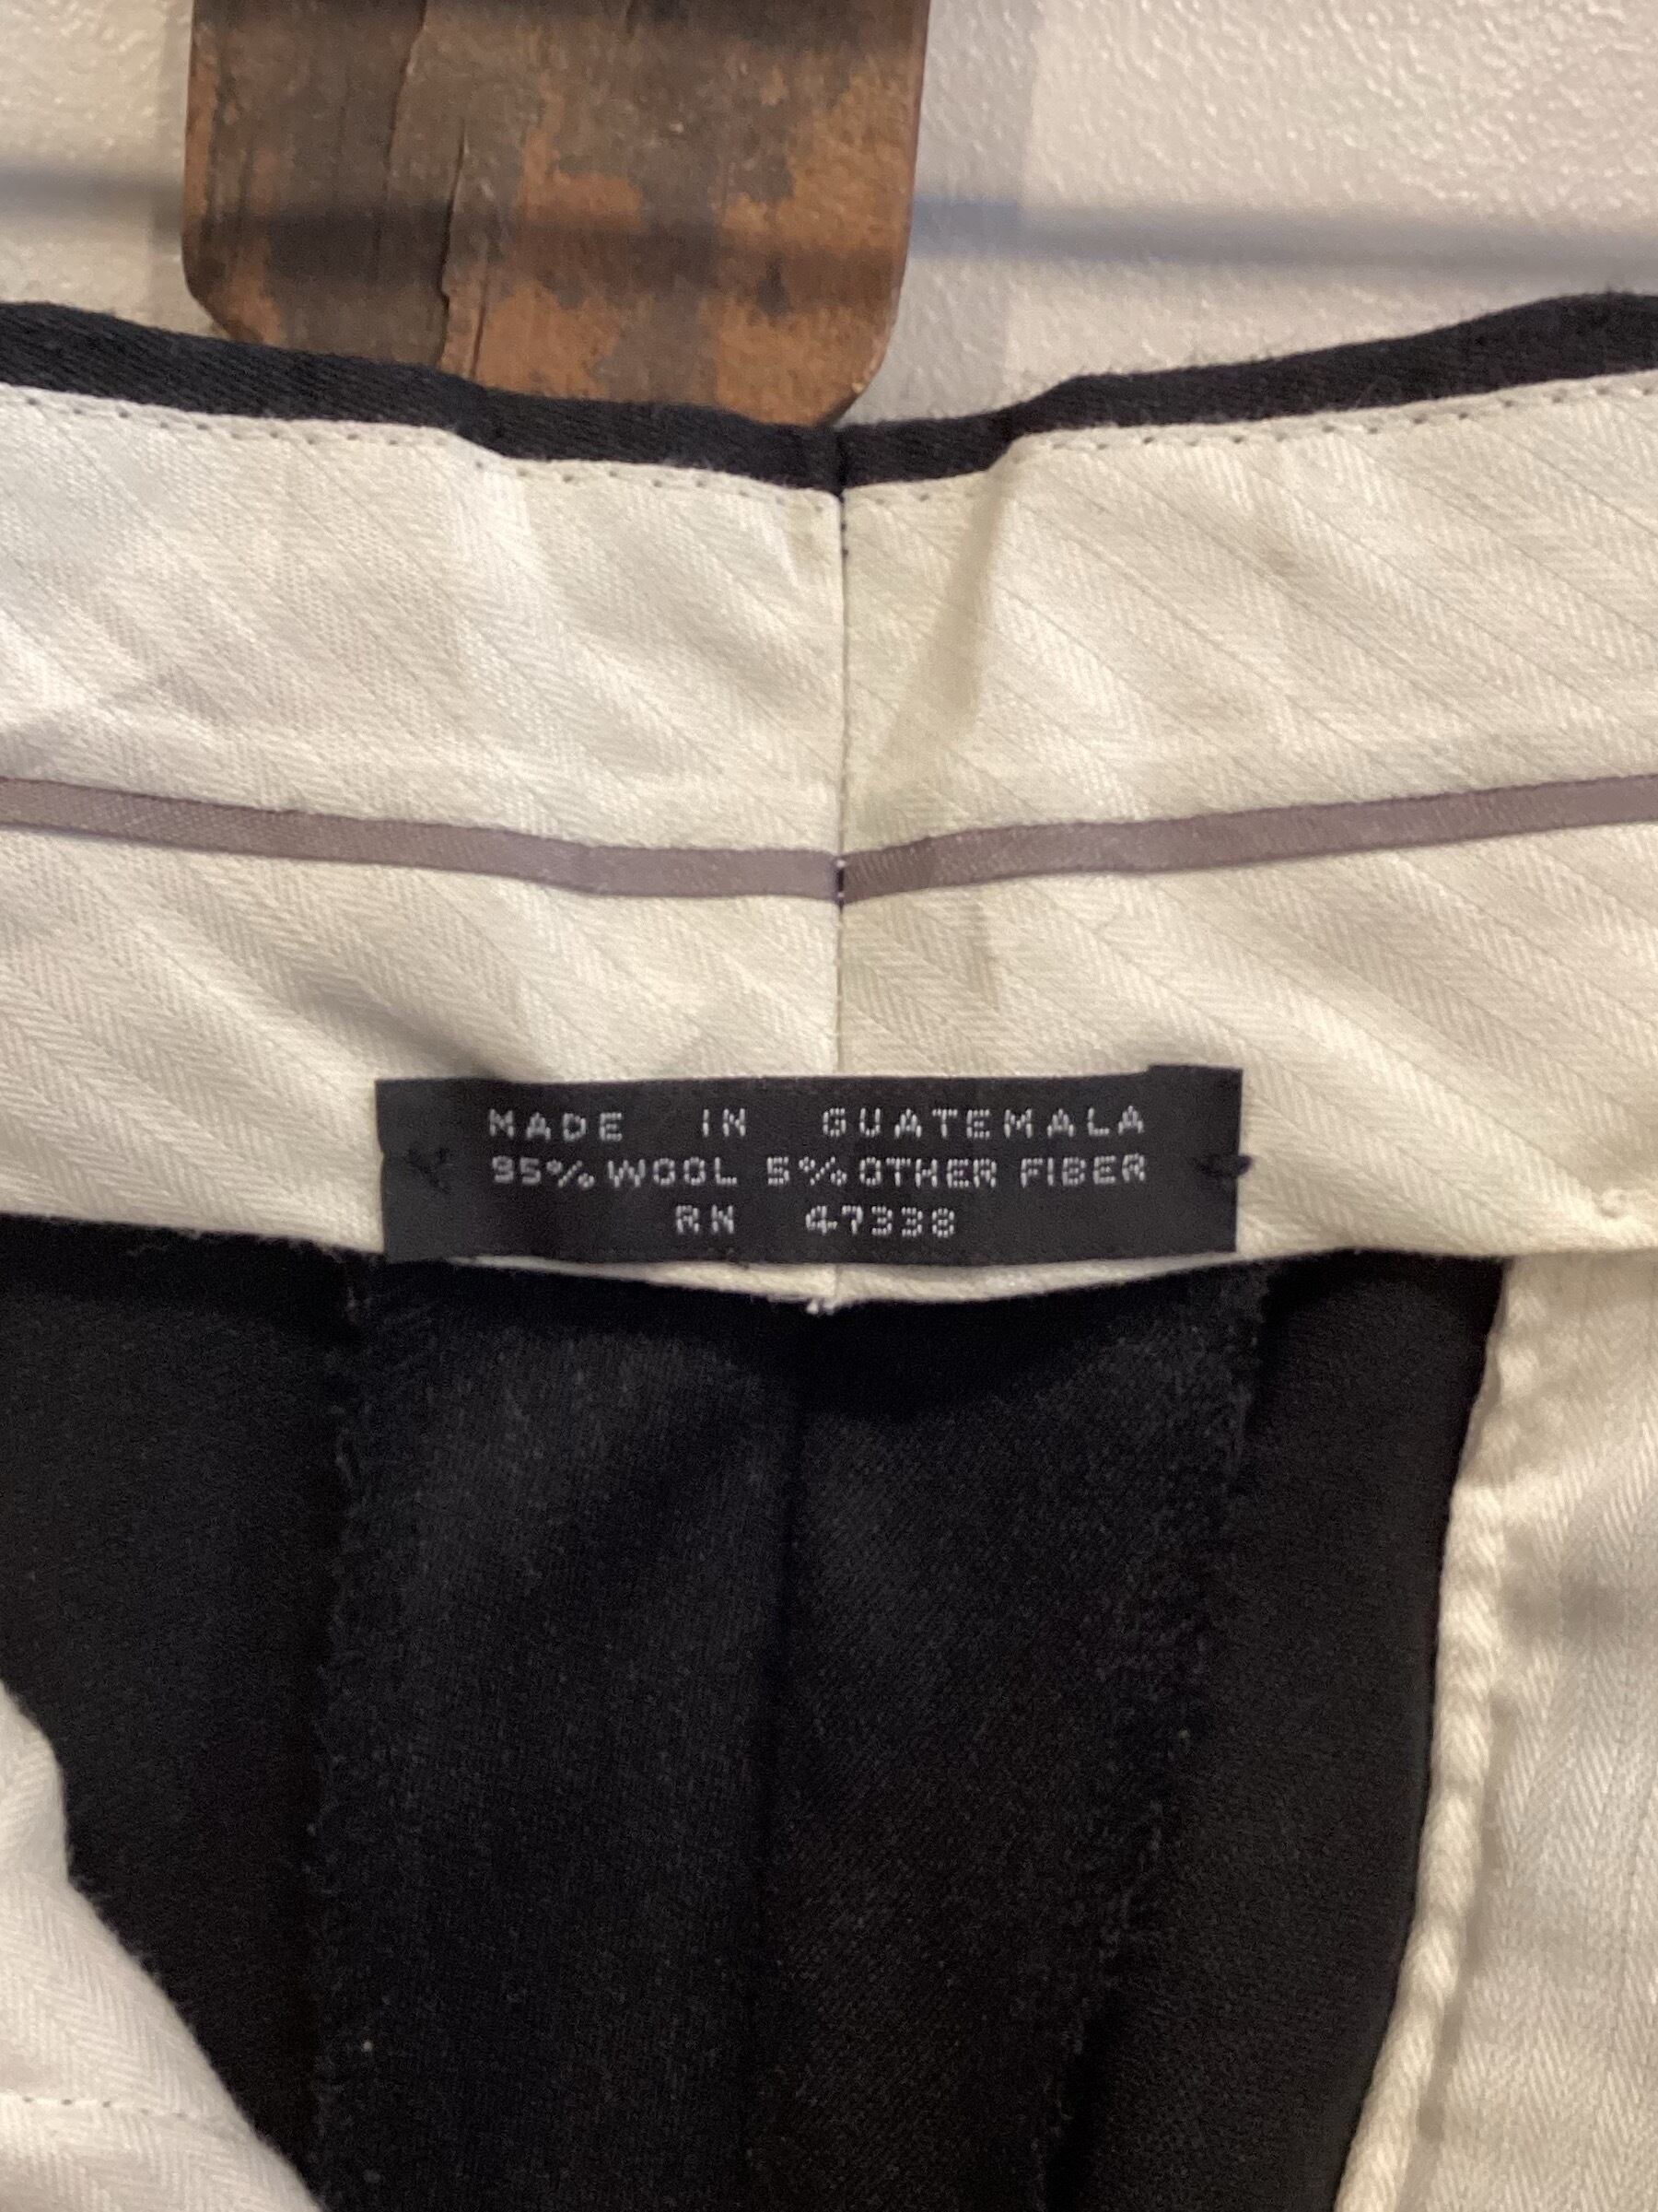 MADE IN GUATEMALA
95% WOOL 5% OTHER FIBER
RN 47338